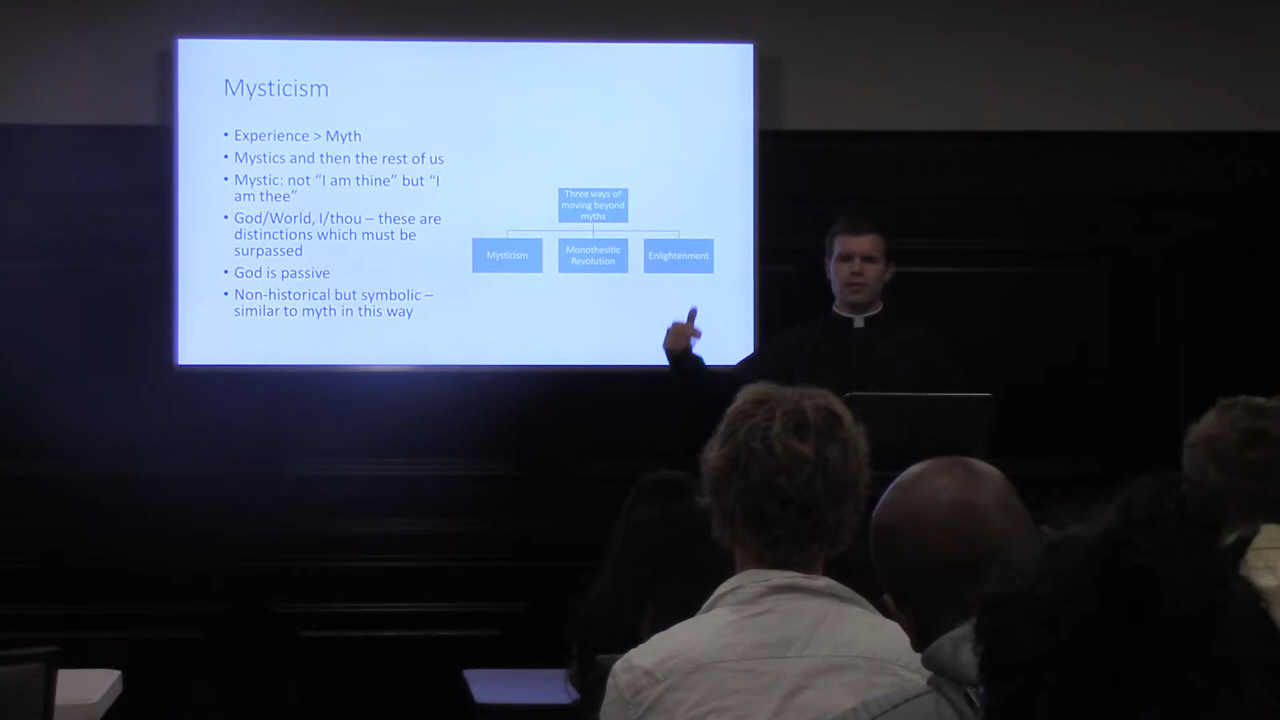 Mysticism
• Experience > Myth
• Mystics and then the rest of us
• Mystic: not “I am thine” but “I
am thee”
• God/World, I/thou – these are
distinctions which must be
surpassed
• God is passive
• Non-historical but symbolic –
similar to myth in this way
Three ways of
moving beyond
myths
Mysticism
Monothesitic
Revolution
Enlightenment